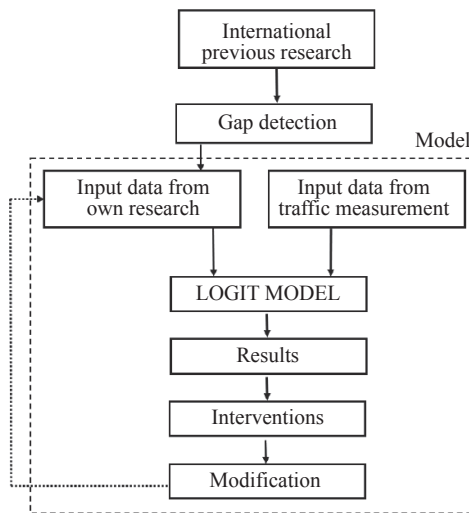 International
previous research
Gap detection
Model
Input data from
own research
Input data from
traffic measurement
LOGIT MODEL
Results
Interventions
Modification